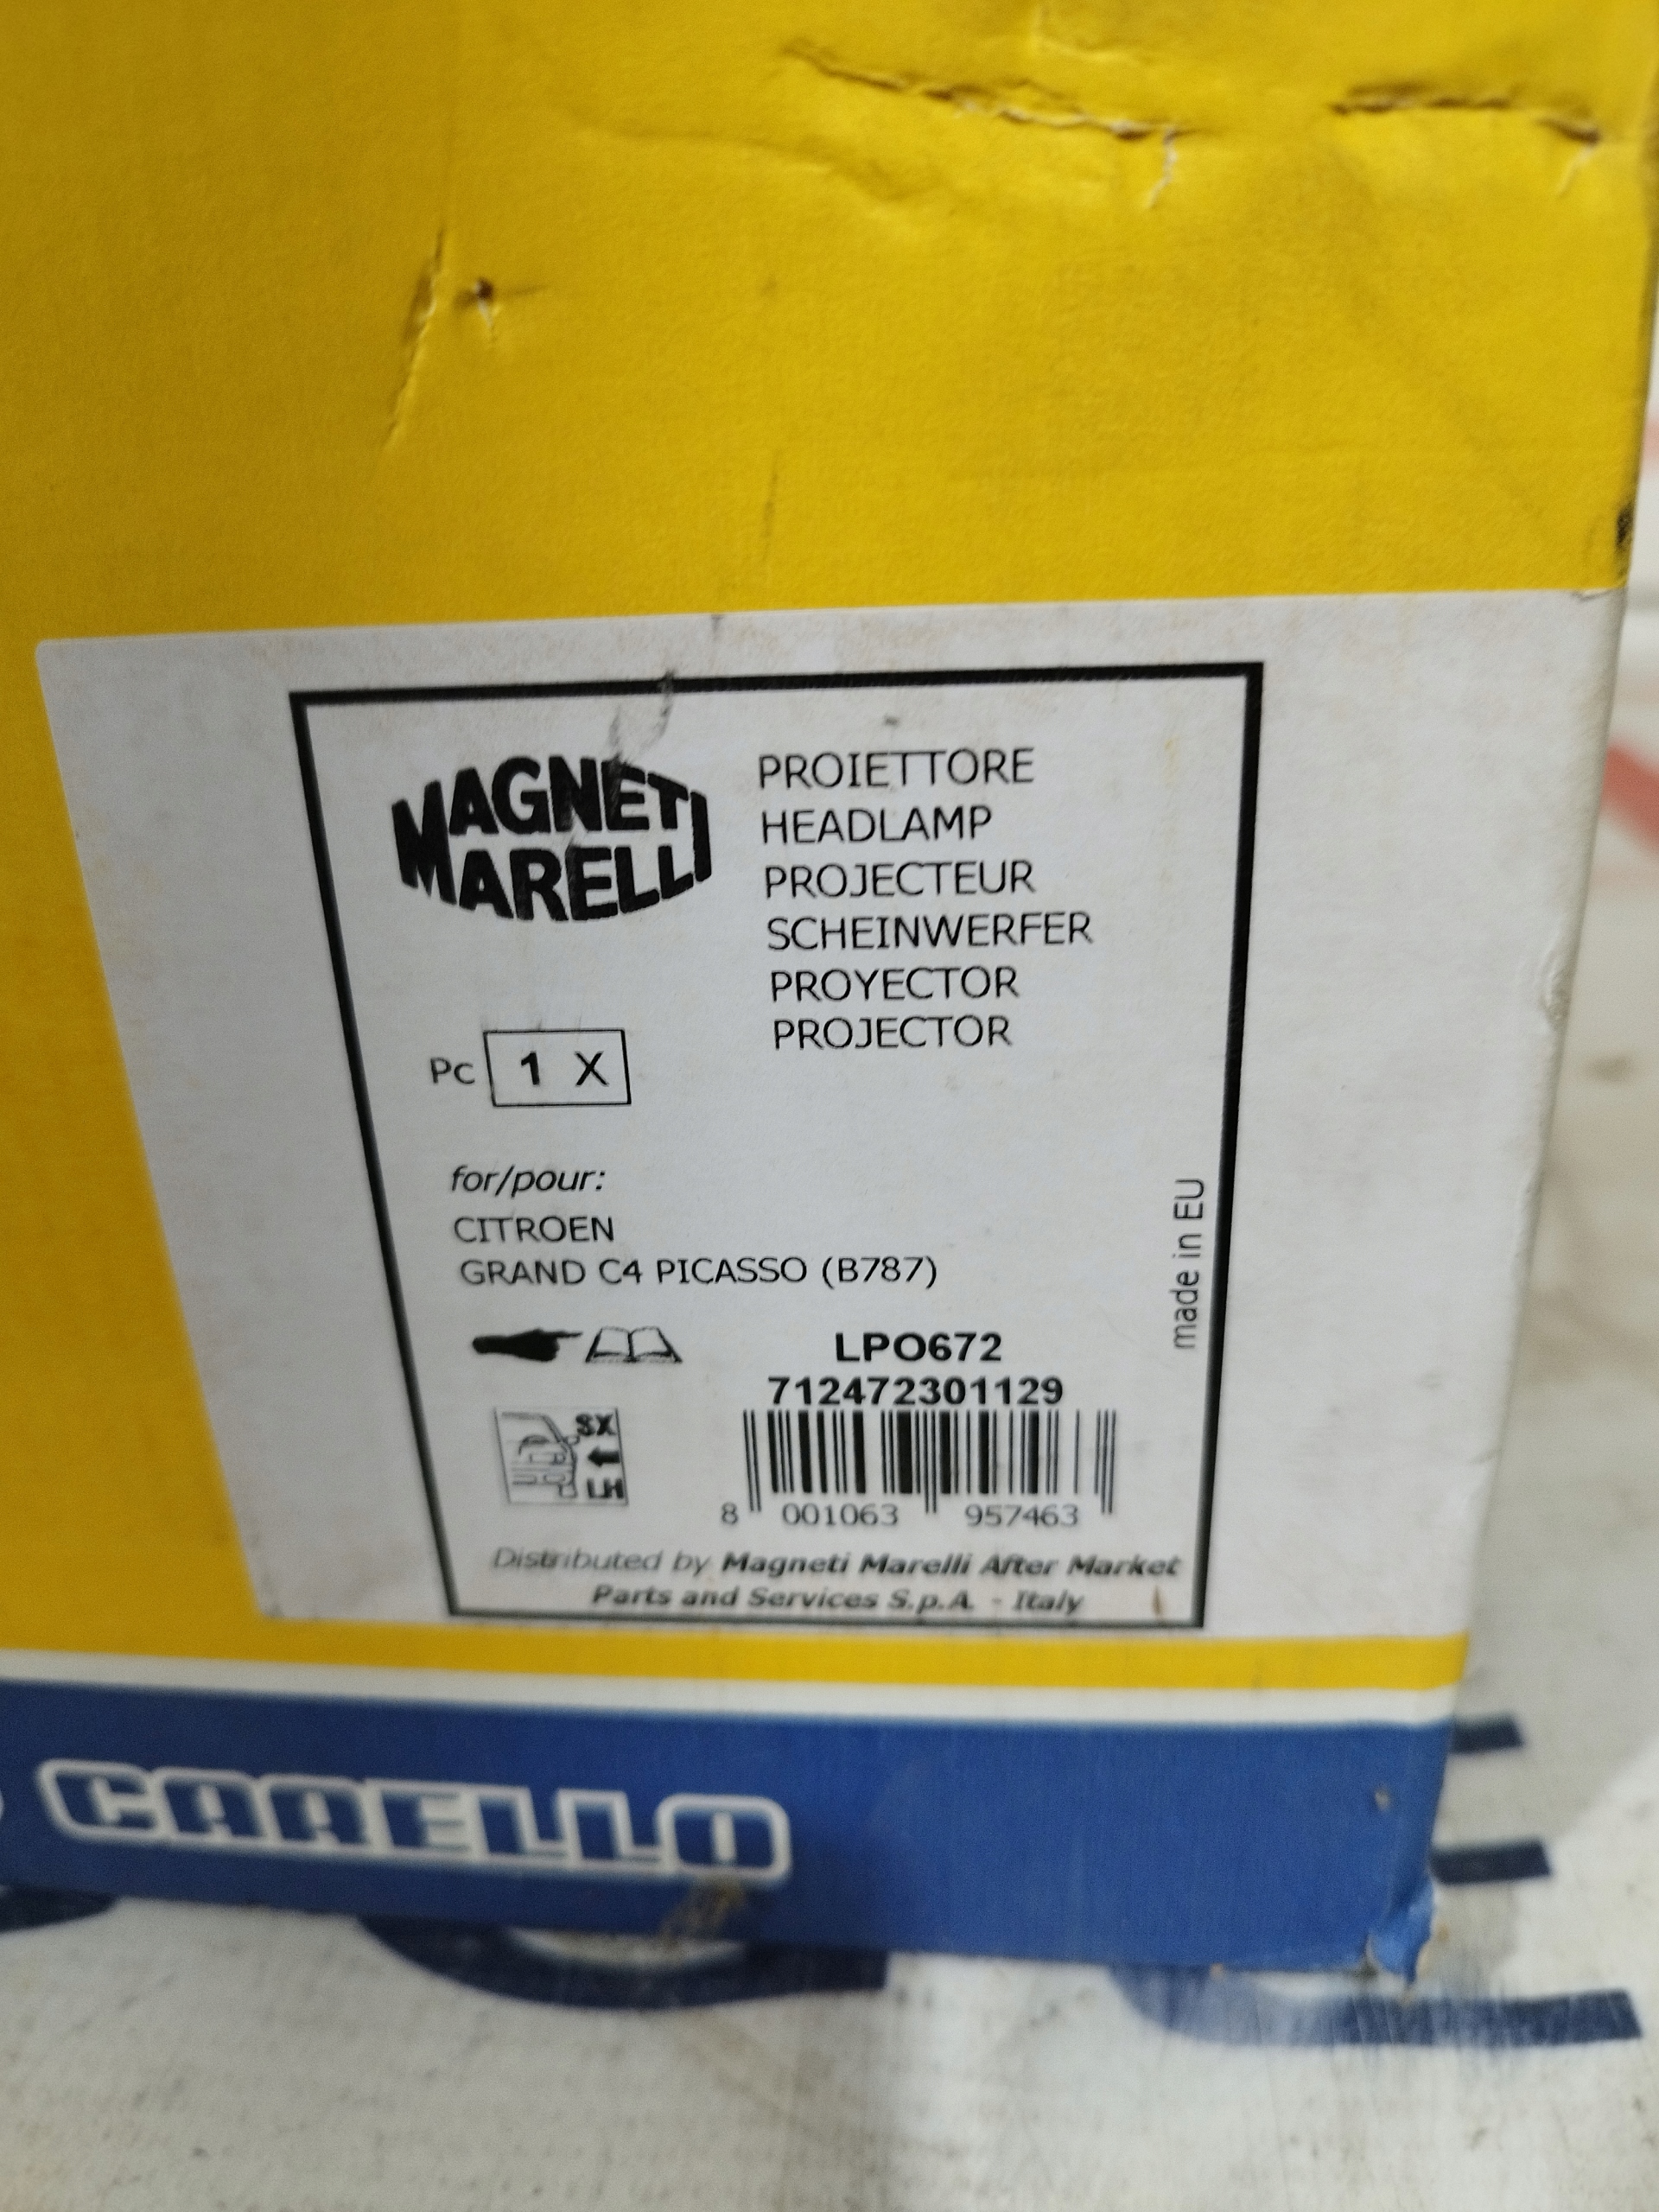 MAGNETI
MARELLI
PROIETTORE
HEADLAMP
PROJECTEUR
SCHEINWERFER
PROYECTOR
PROJECTOR
Pc 1 X
for/pour:
CITROEN
GRAND C4 PICASSO (B787)
made in EU
LPO672
712472301129
SX
LH
8 001063 957463
Distributed by Magneti Marelli After Market
Parts and Services S.p.A. - Italy
CARELLO